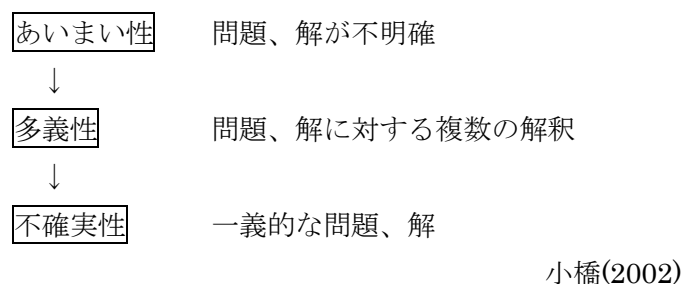 あいまい性 問題、解が不明確
↓
多義性 問題、解に対する複数の解釈
↓
不確実性 一義的な問題、解
小橋(2002)